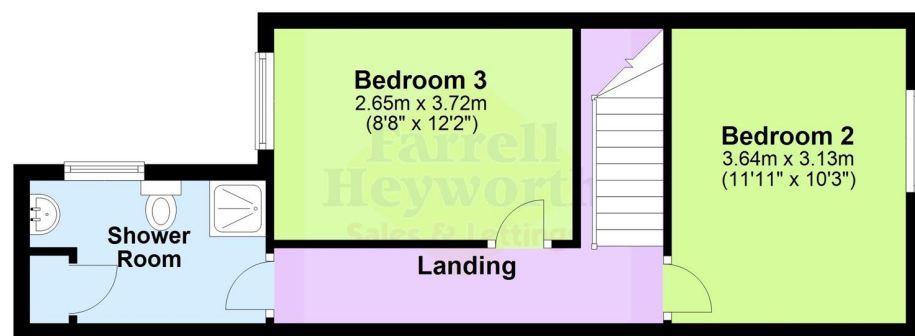 Bedroom 3
2.65m x 3.72m
(8'8" x 12'2")
Bedroom 2
3.64m x 3.13m
(11'11" x 10'3")
Farrell
Heyworth
Sales & Lettings
Shower
Room
Landing